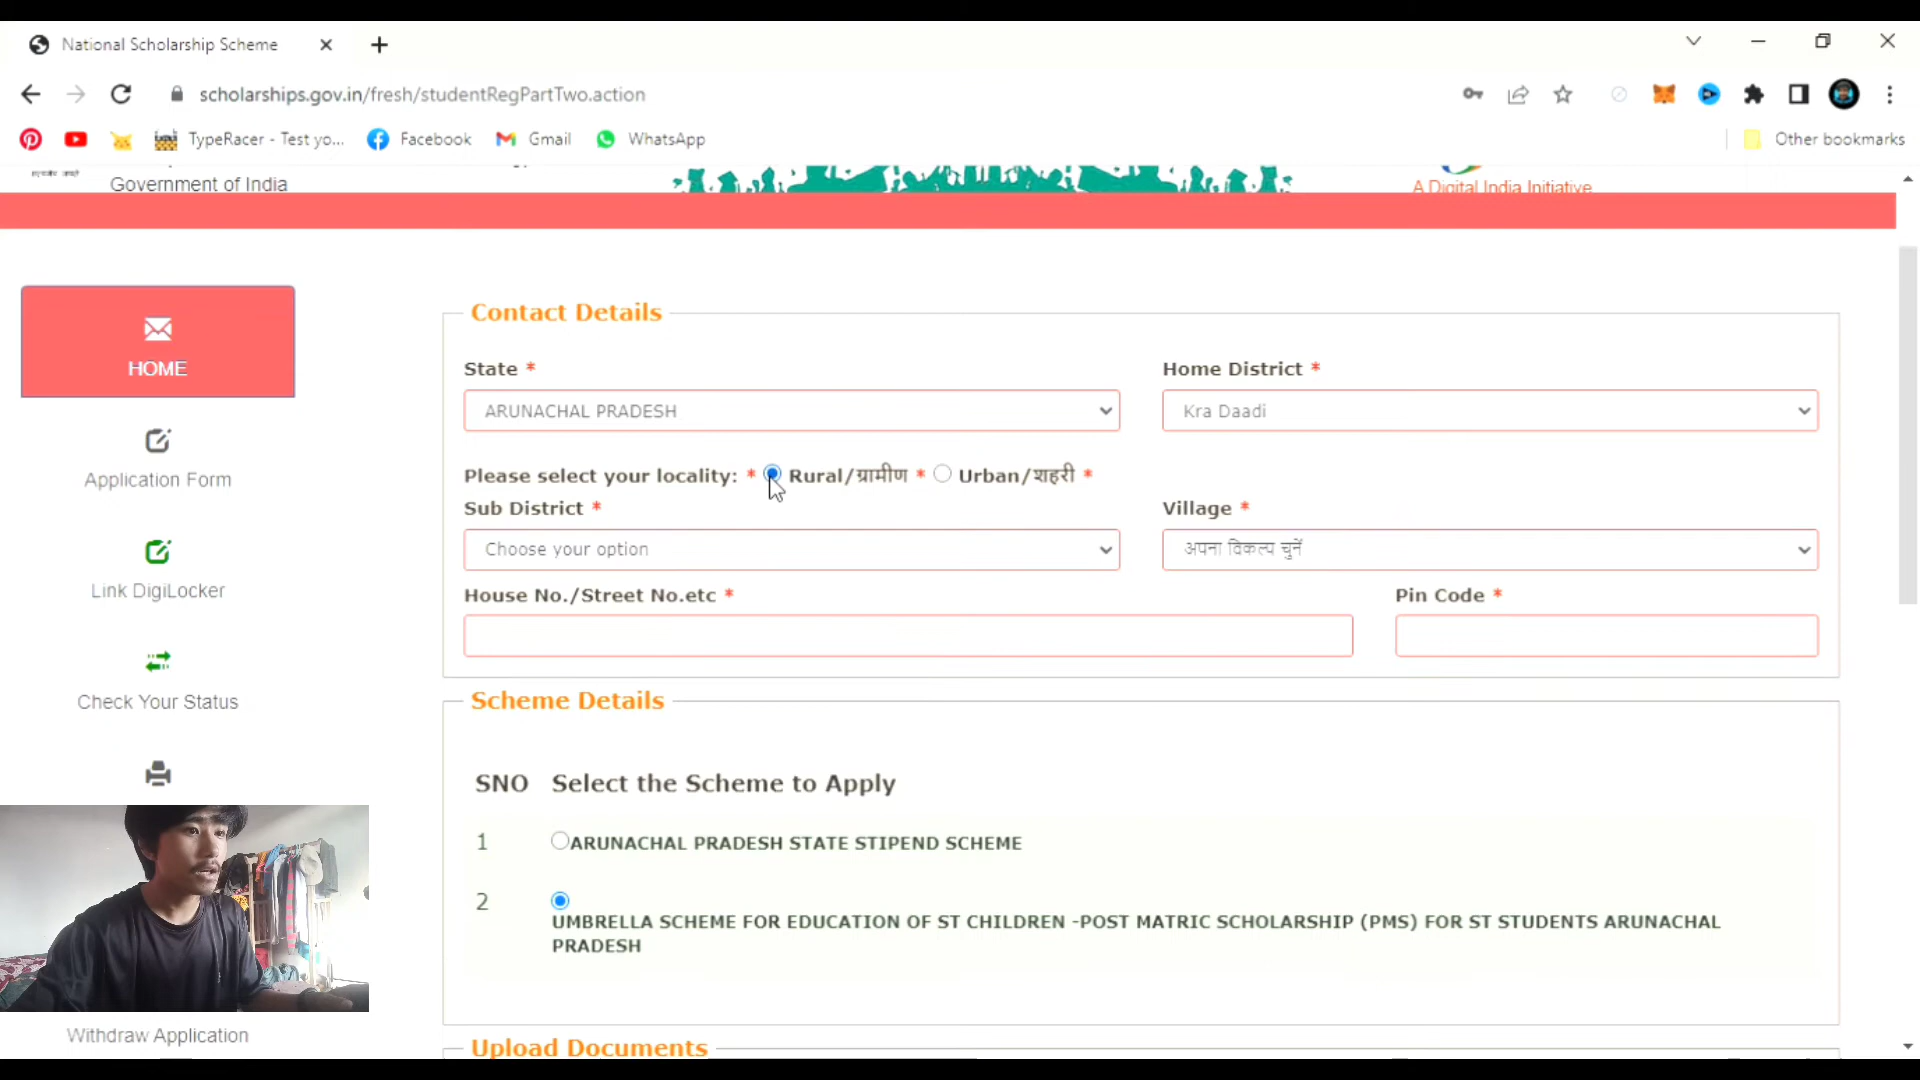 National Scholarship Scheme
scholarships.gov.in/fresh/studentRegPartTwo.action
TypeRacer - Test yo...
Facebook
Gmail
WhatsApp
Other bookmarks
Government of India
A Digital India Initiative
HOME
Application Form
Link DigiLocker
Check Your Status
Withdraw Application
Contact Details
State *
Home District *
ARUNACHAL PRADESH
Kra Daadi
Please select your locality: * Rural/ग्रामीण * Urban/शहरी *
Sub District *
Village *
Choose your option
अपना विकल्प चुनें
House No./Street No.etc *
Pin Code *
Scheme Details
SNO Select the Scheme to Apply
1 ARUNACHAL PRADESH STATE STIPEND SCHEME
2
UMBRELLA SCHEME FOR EDUCATION OF ST CHILDREN -POST MATRIC SCHOLARSHIP (PMS) FOR ST STUDENTS ARUNACHAL
PRADESH
Upload Documents